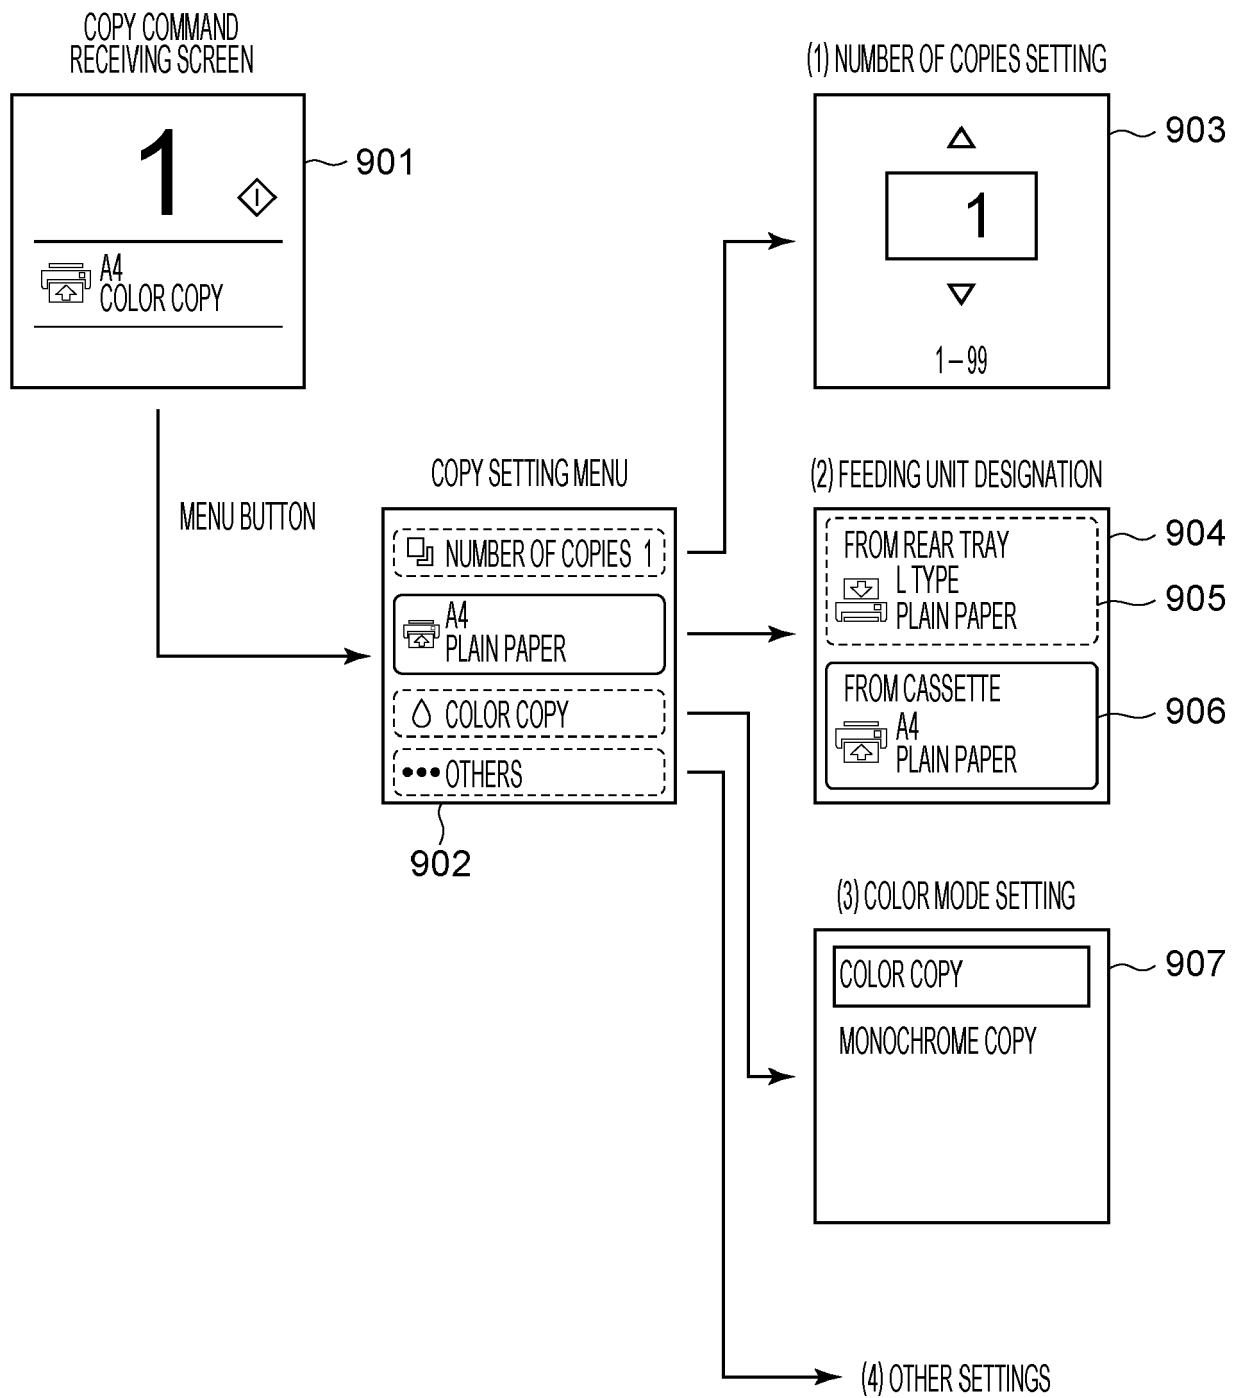 COPY COMMAND
RECEIVING SCREEN
1
A4
COLOR COPY
901
MENU BUTTON
COPY SETTING MENU
NUMBER OF COPIES 1
A4
PLAIN PAPER
COLOR COPY
OTHERS
902
(1) NUMBER OF COPIES SETTING
1
1–99
903
(2) FEEDING UNIT DESIGNATION
FROM REAR TRAY
L TYPE
PLAIN PAPER
904
905
FROM CASSETTE
A4
PLAIN PAPER
906
(3) COLOR MODE SETTING
COLOR COPY
MONOCHROME COPY
907
(4) OTHER SETTINGS